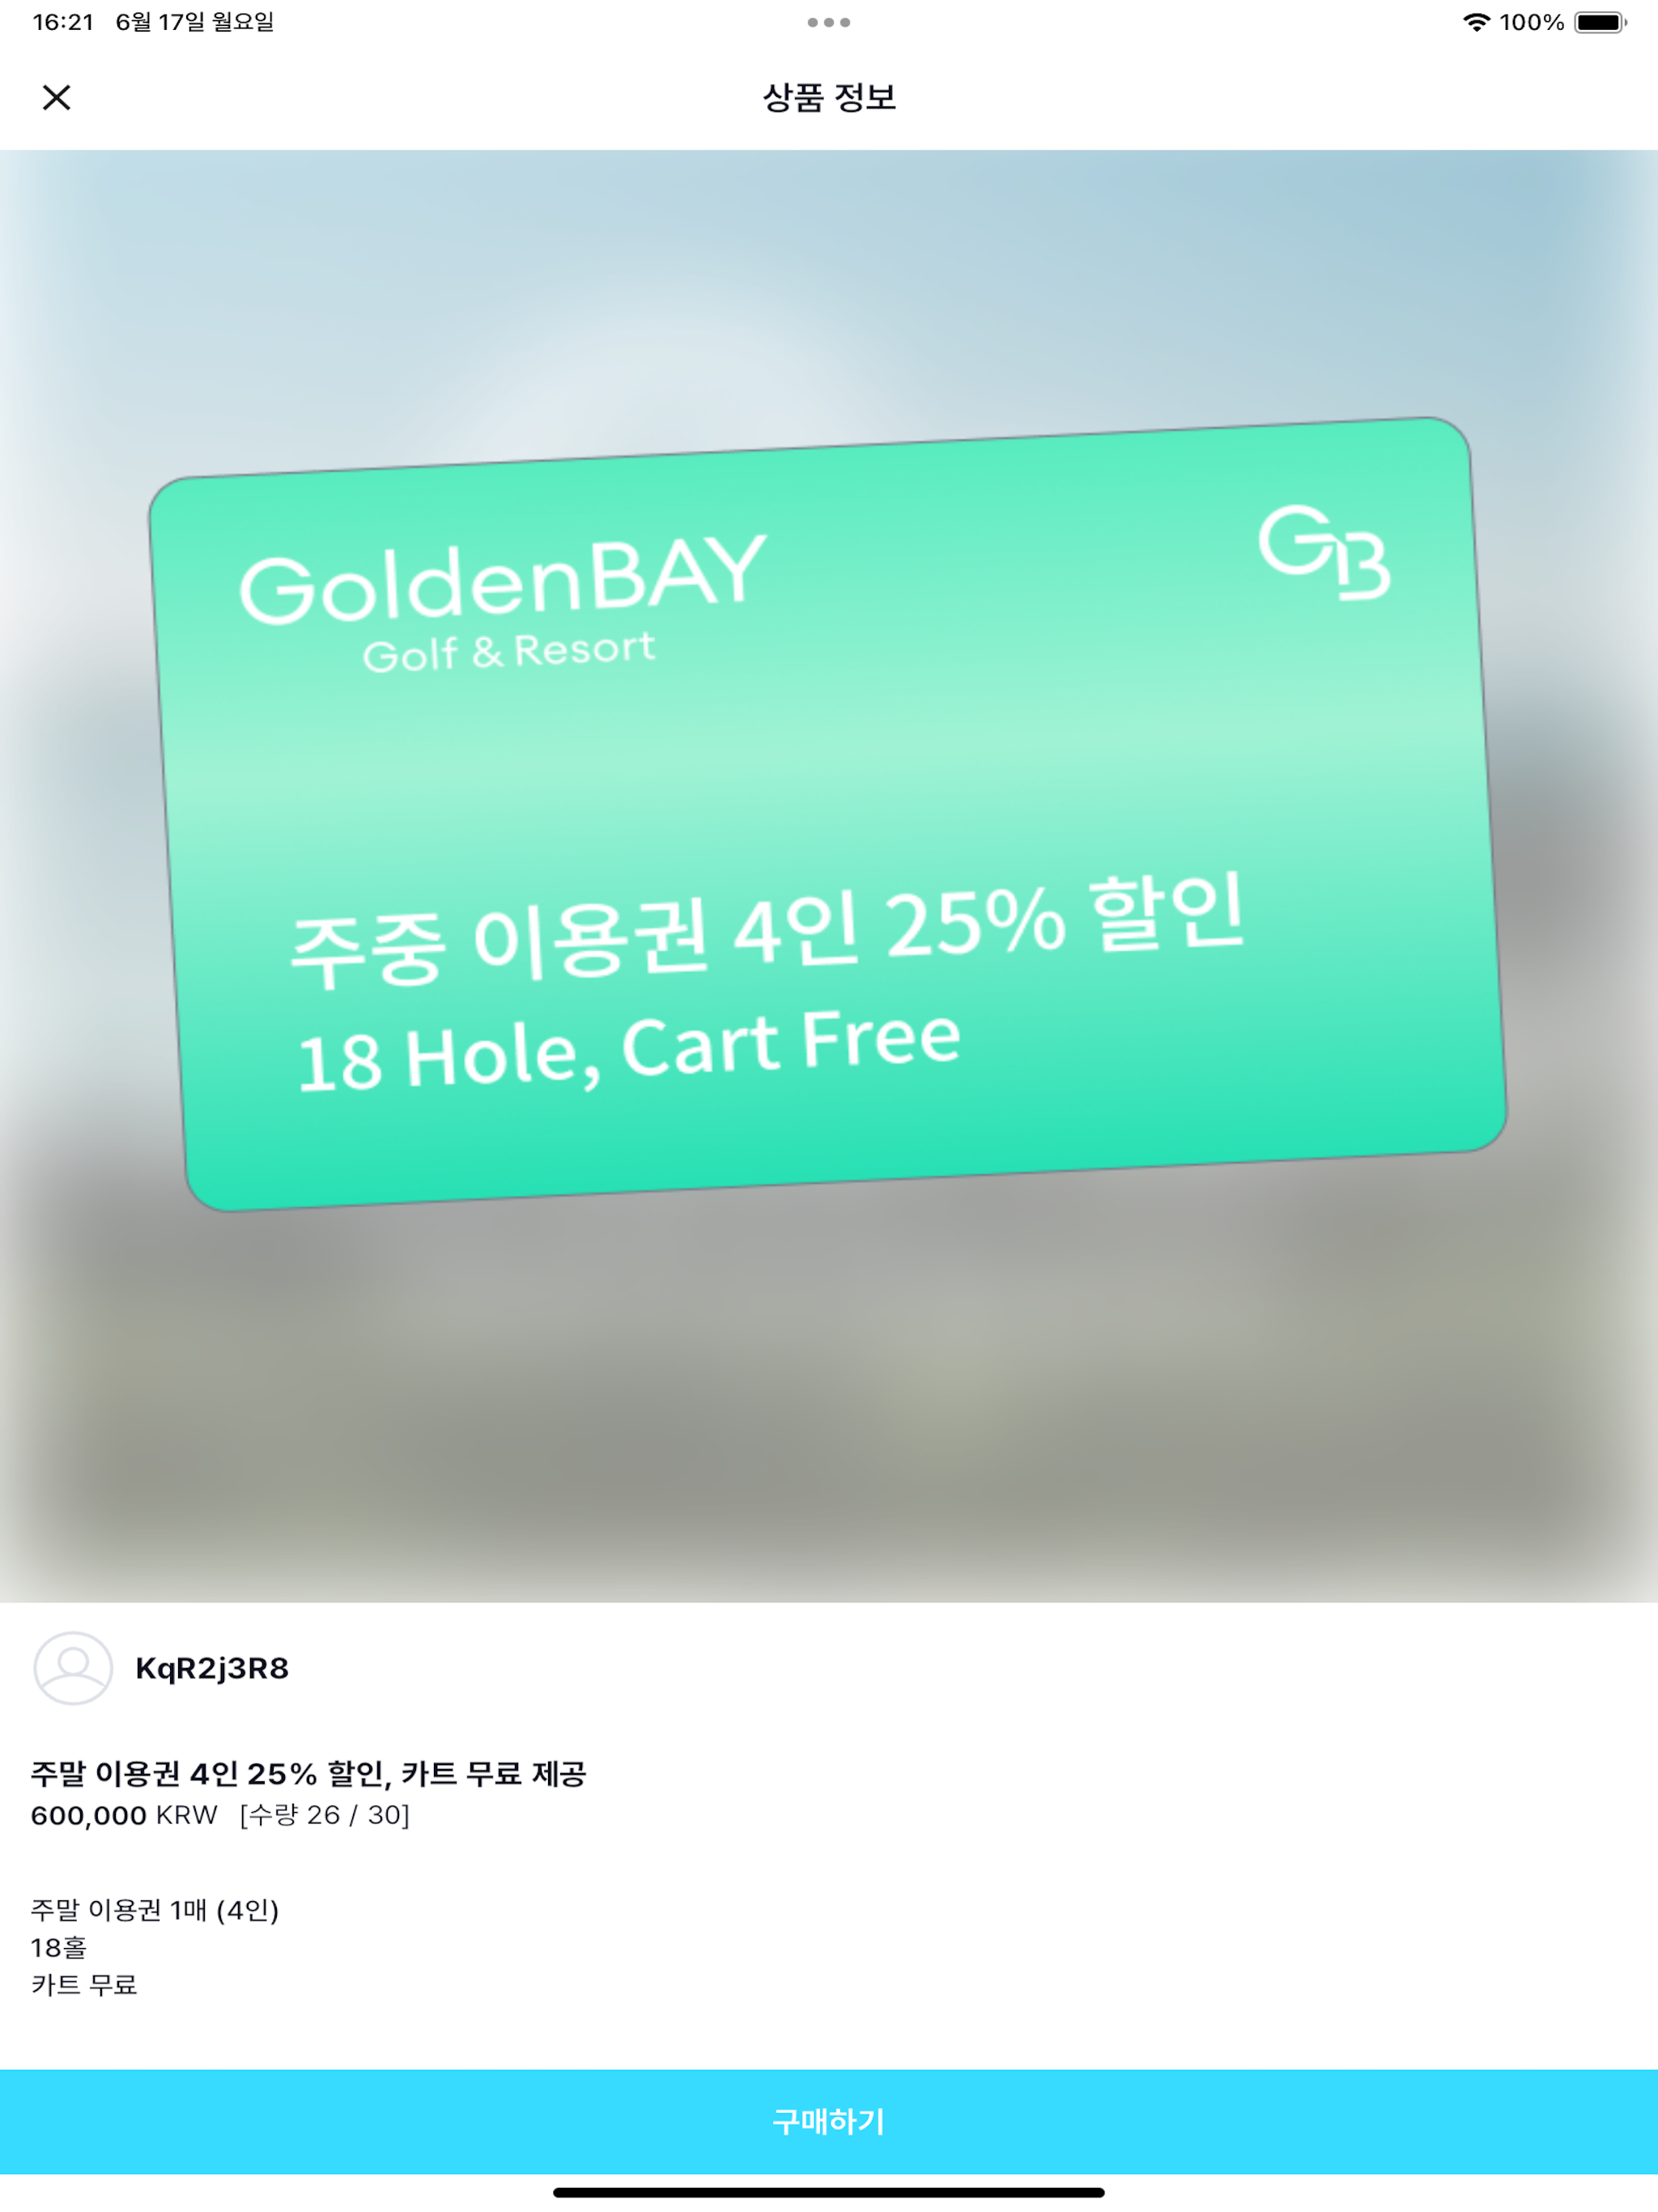 16:21 6월 17일 월요일
100%
상품 정보
GoldenBAY
Golf & Resort
GB
주중 이용권 4인 25% 할인
18 Hole, Cart Free
KqR2j3R8
주말 이용권 4인 25% 할인, 카트 무료 제공
600,000 KRW [수량 26 / 30]
주말 이용권 1매 (4인)
18홀
카트 무료
구매하기